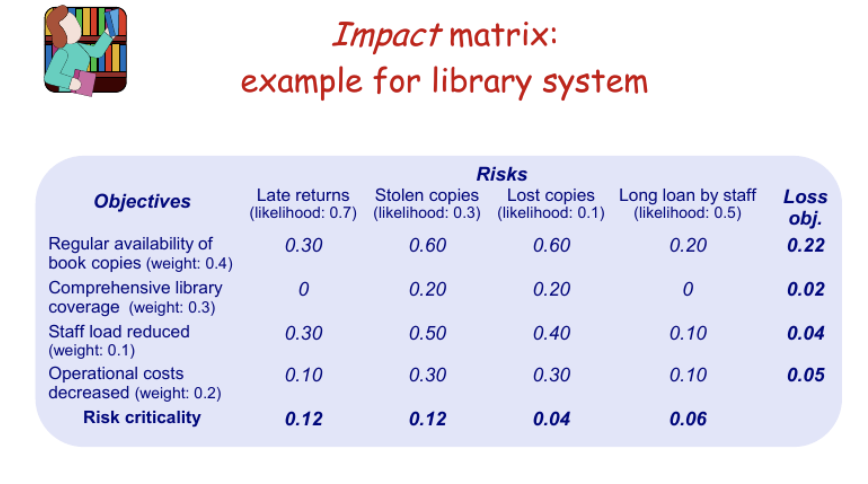 Impact matrix:
example for library system
Risks
Objectives
Late returns
(likelihood: 0.7)
Stolen copies
(likelihood: 0.3)
Lost copies
(likelihood: 0.1)
Long loan by staff
(likelihood: 0.5)
Loss
obj.
Regular availability of
book copies (weight: 0.4)
0.30 0.60 0.60 0.20 0.22
Comprehensive library
coverage (weight: 0.3)
0 0.20 0.20 0 0.02
Staff load reduced
(weight: 0.1)
0.30 0.50 0.40 0.10 0.04
Operational costs
decreased (weight: 0.2)
0.10 0.30 0.30 0.10 0.05
Risk criticality 0.12 0.12 0.04 0.06